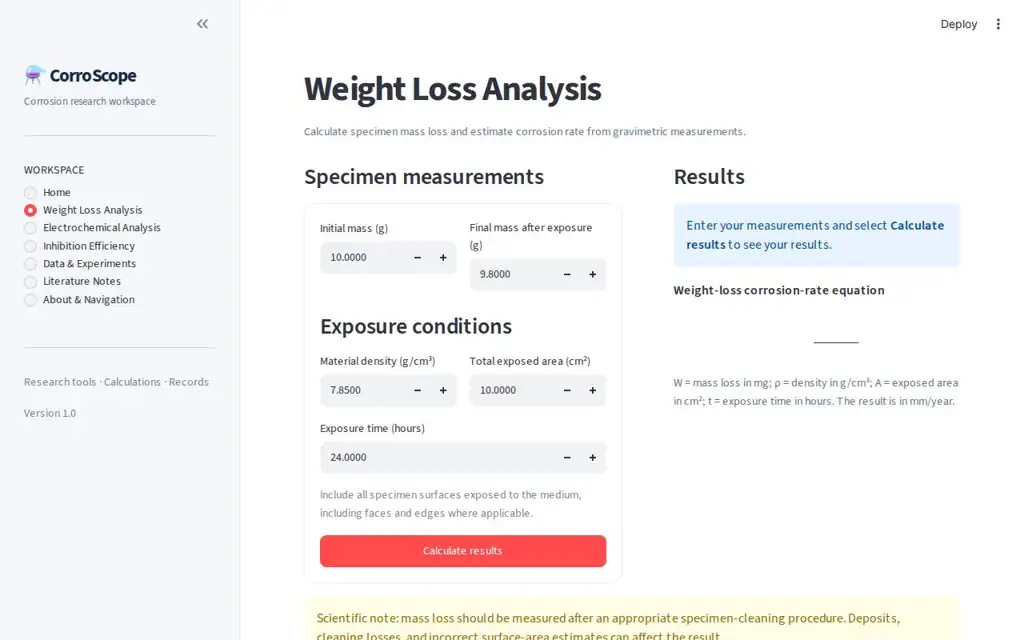 Deploy
CorroScope
Corrosion research workspace
WORKSPACE
Home
Weight Loss Analysis
Electrochemical Analysis
Inhibition Efficiency
Data & Experiments
Literature Notes
About & Navigation
Research tools · Calculations · Records
Version 1.0
Weight Loss Analysis
Calculate specimen mass loss and estimate corrosion rate from gravimetric measurements.
Specimen measurements
Initial mass (g)
10.0000
Final mass after exposure
(g)
9.8000
Exposure conditions
Material density (g/cm³)
7.8500
Total exposed area (cm²)
10.0000
Exposure time (hours)
24.0000
Include all specimen surfaces exposed to the medium,
including faces and edges where applicable.
Calculate results
Results
Enter your measurements and select Calculate
results to see your results.
Weight-loss corrosion-rate equation
W = mass loss in mg; ρ = density in g/cm³; A = exposed area
in cm²; t = exposure time in hours. The result is in mm/year.
Scientific note: mass loss should be measured after an appropriate specimen-cleaning procedure. Deposits,
cleaning losses, and incorrect surface-area estimates can affect the result.